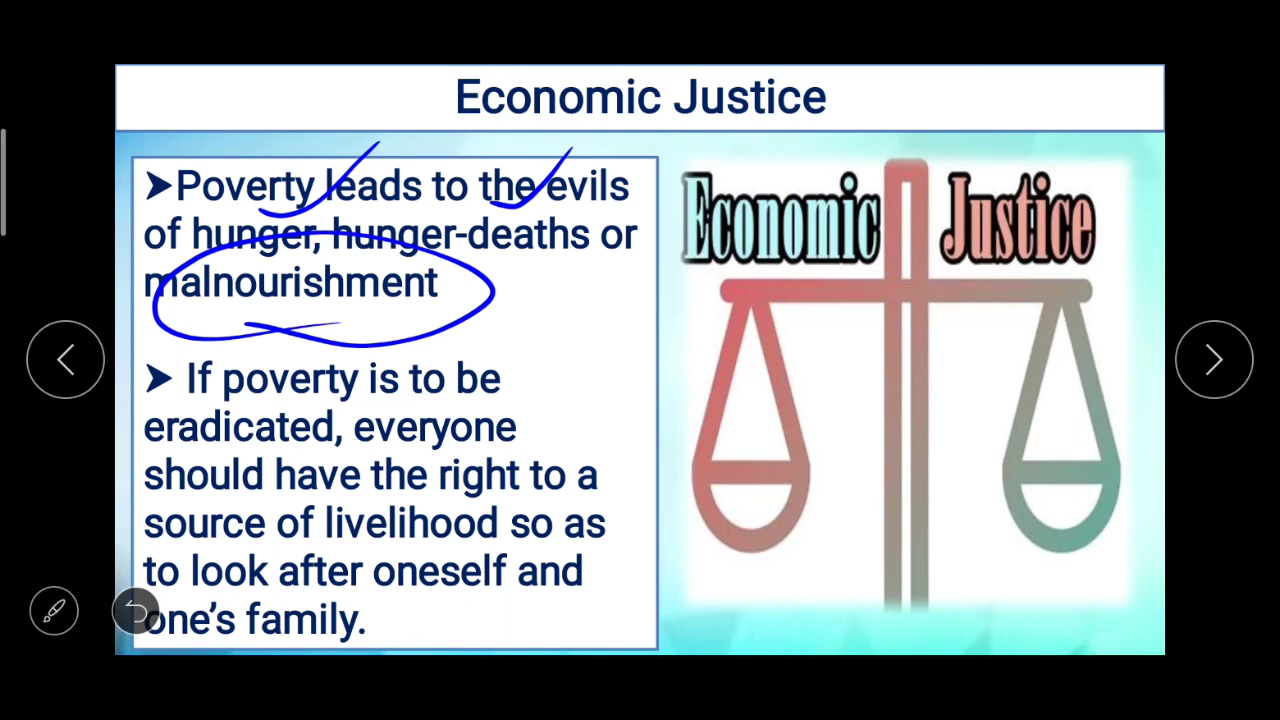 Economic Justice
➤Poverty leads to the evils
of hunger, hunger-deaths or
malnourishment
➤ If poverty is to be
eradicated, everyone
should have the right to a
source of livelihood so as
to look after oneself and
one’s family.
Economic Justice